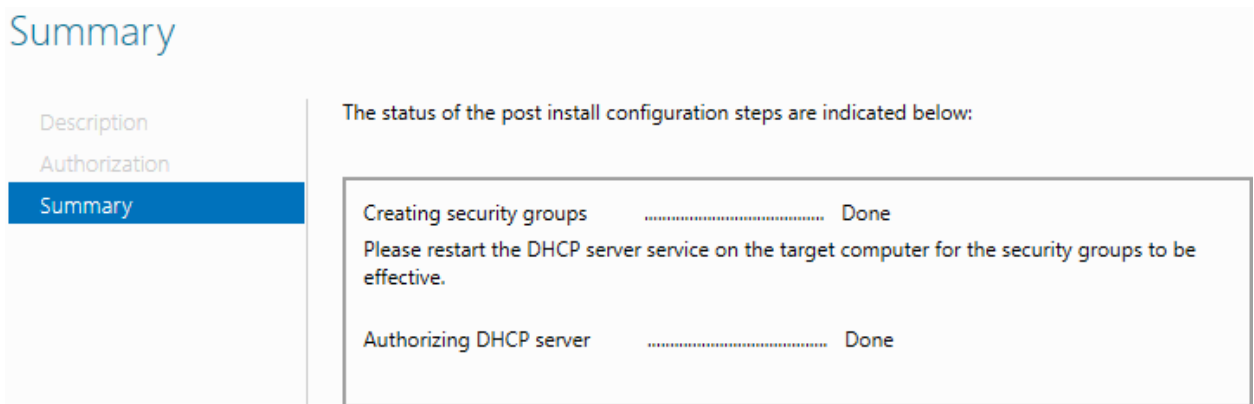 Summary
Description
Authorization
Summary
The status of the post install configuration steps are indicated below:
Creating security groups ........................................ Done
Please restart the DHCP server service on the target computer for the security groups to be
effective.
Authorizing DHCP server ........................................ Done